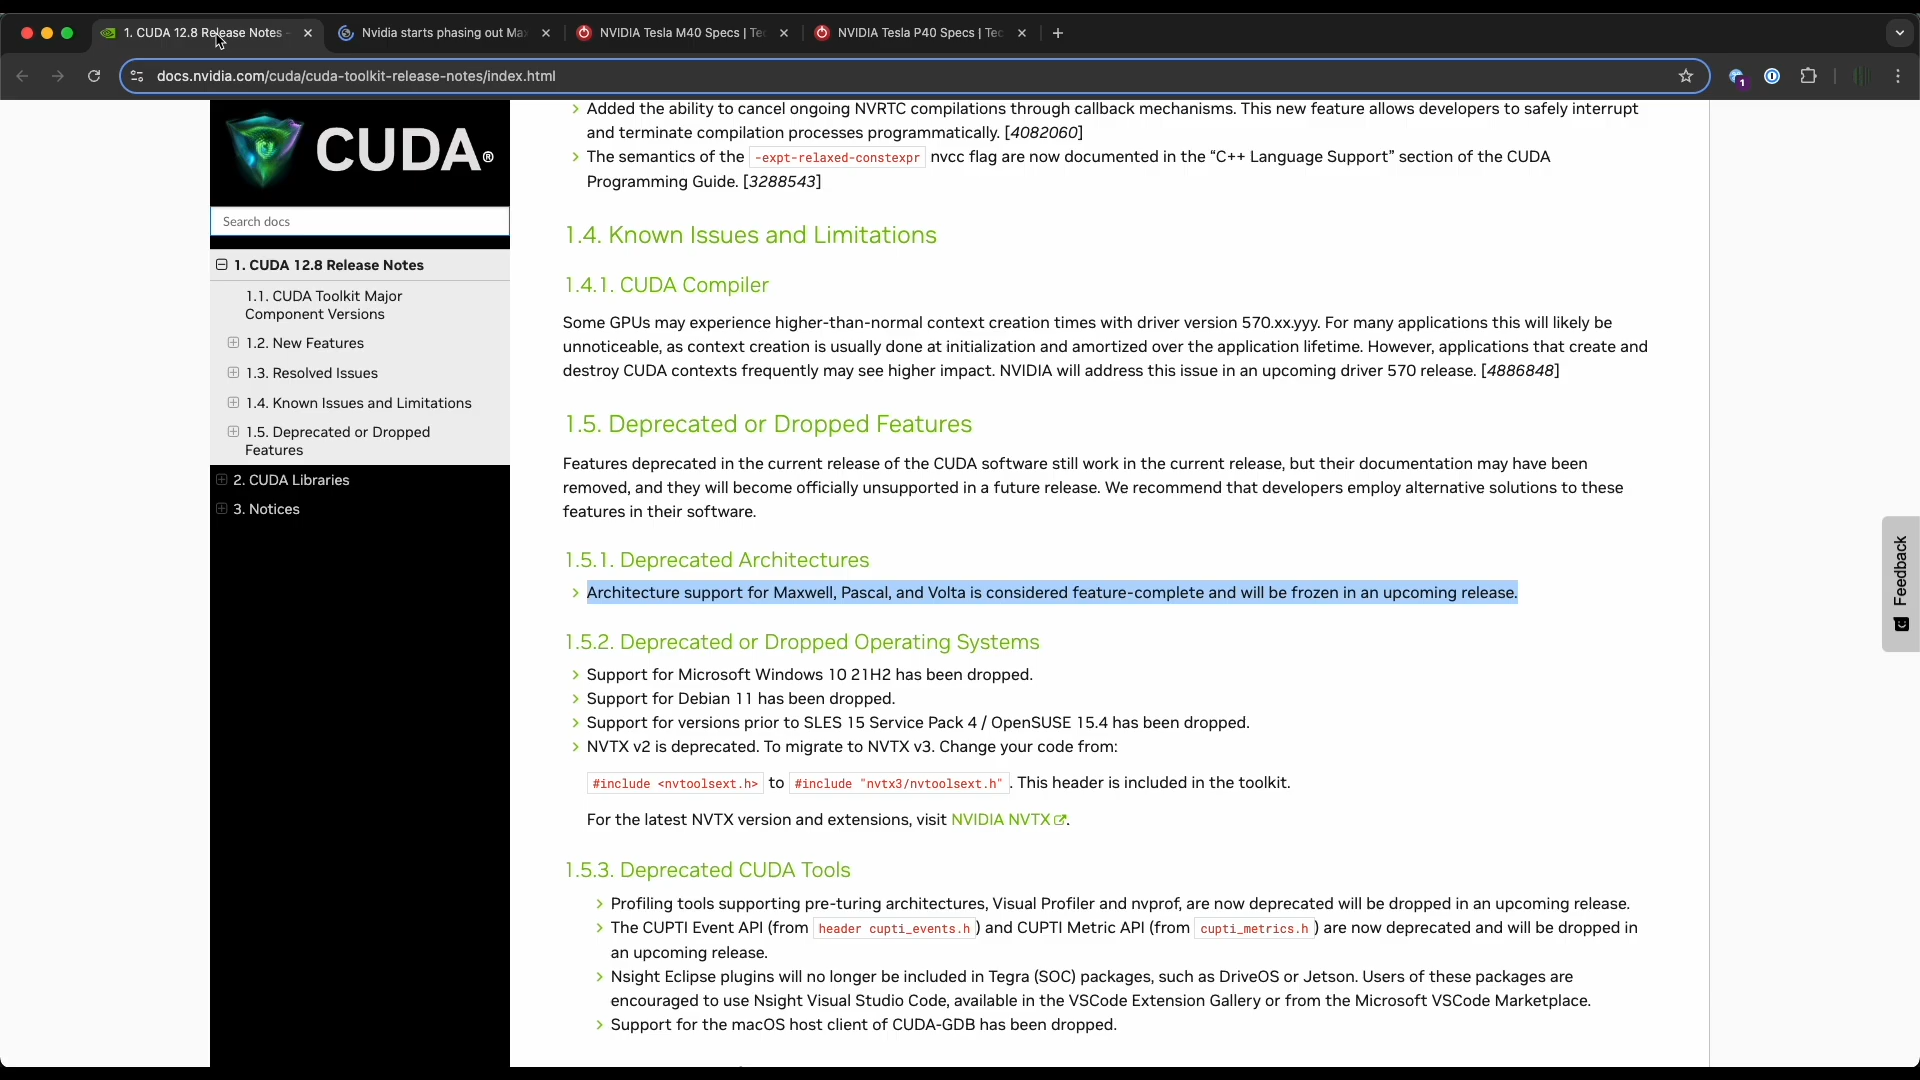 1. CUDA 12.8 Release Notes -
Nvidia starts phasing out Max
NVIDIA Tesla M40 Specs | Tec
NVIDIA Tesla P40 Specs | Tec
docs.nvidia.com/cuda/cuda-toolkit-release-notes/index.html
1
CUDA®
Search docs
1. CUDA 12.8 Release Notes
1.1. CUDA Toolkit Major
Component Versions
1.2. New Features
1.3. Resolved Issues
1.4. Known Issues and Limitations
1.5. Deprecated or Dropped
Features
2. CUDA Libraries
3. Notices
Added the ability to cancel ongoing NVRTC compilations through callback mechanisms. This new feature allows developers to safely interrupt
and terminate compilation processes programmatically. [4082060]
The semantics of the -expt-relaxed-constexpr nvcc flag are now documented in the “C++ Language Support” section of the CUDA
Programming Guide. [3288543]
1.4. Known Issues and Limitations
1.4.1. CUDA Compiler
Some GPUs may experience higher-than-normal context creation times with driver version 570.xx.yyy. For many applications this will likely be
unnoticeable, as context creation is usually done at initialization and amortized over the application lifetime. However, applications that create and
destroy CUDA contexts frequently may see higher impact. NVIDIA will address this issue in an upcoming driver 570 release. [4886848]
1.5. Deprecated or Dropped Features
Features deprecated in the current release of the CUDA software still work in the current release, but their documentation may have been
removed, and they will become officially unsupported in a future release. We recommend that developers employ alternative solutions to these
features in their software.
1.5.1. Deprecated Architectures
Architecture support for Maxwell, Pascal, and Volta is considered feature-complete and will be frozen in an upcoming release.
1.5.2. Deprecated or Dropped Operating Systems
Support for Microsoft Windows 10 21H2 has been dropped.
Support for Debian 11 has been dropped.
Support for versions prior to SLES 15 Service Pack 4 / OpenSUSE 15.4 has been dropped.
NVTX v2 is deprecated. To migrate to NVTX v3. Change your code from:
#include <nvtoolsext.h> to #include "nvtx3/nvtoolsext.h" . This header is included in the toolkit.
For the latest NVTX version and extensions, visit NVIDIA NVTX.
1.5.3. Deprecated CUDA Tools
Profiling tools supporting pre-turing architectures, Visual Profiler and nvprof, are now deprecated will be dropped in an upcoming release.
The CUPTI Event API (from header cupti_events.h ) and CUPTI Metric API (from cupti_metrics.h ) are now deprecated and will be dropped in
an upcoming release.
Nsight Eclipse plugins will no longer be included in Tegra (SOC) packages, such as DriveOS or Jetson. Users of these packages are
encouraged to use Nsight Visual Studio Code, available in the VSCode Extension Gallery or from the Microsoft VSCode Marketplace.
Support for the macOS host client of CUDA-GDB has been dropped.
Feedback